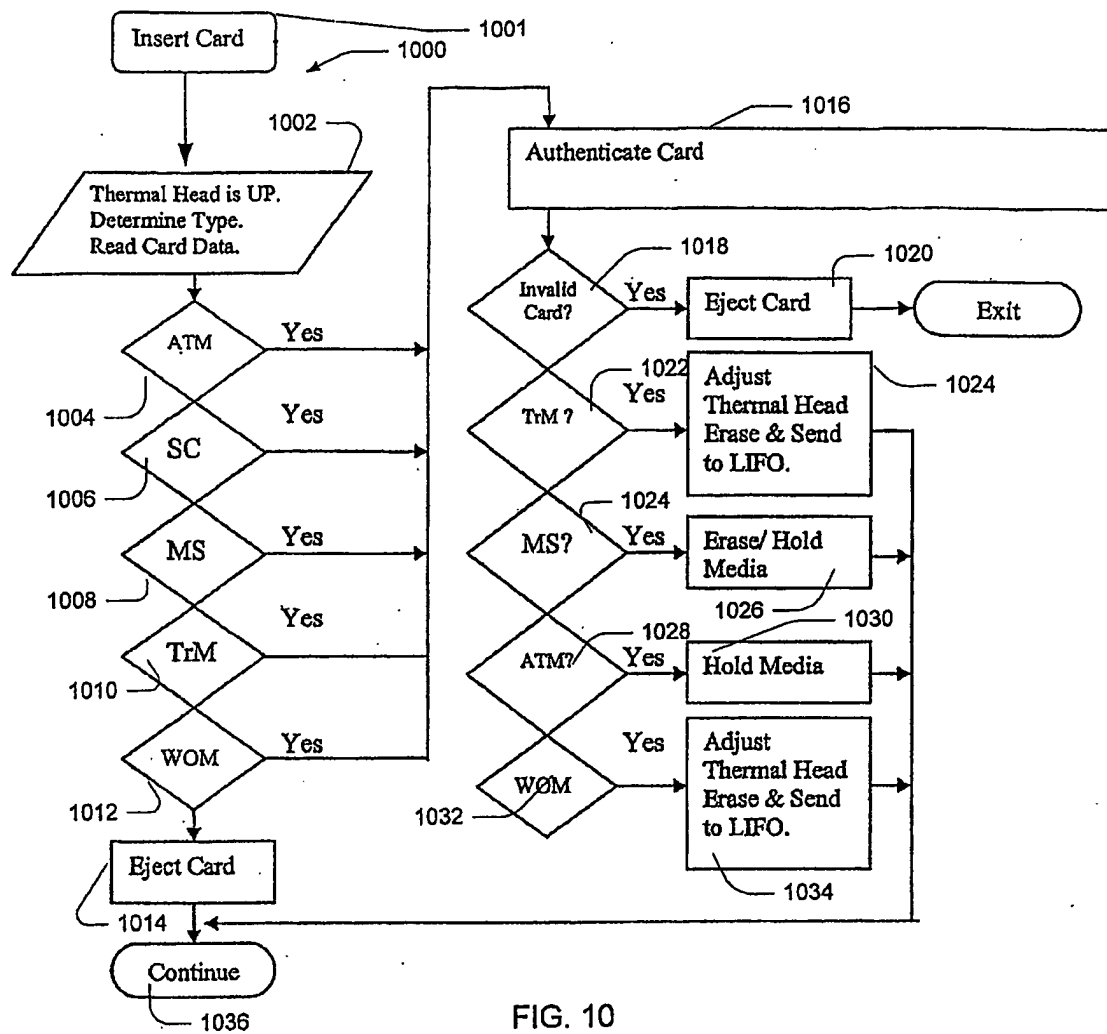 Insert Card
1001
1000
1002
Thermal Head is UP.
Determine Type.
Read Card Data.
ATM
Yes
1004
SC
Yes
1006
MS
Yes
1008
TrM
Yes
1010
WOM
Yes
1012
Eject Card
1014
Continue
1036
1016
Authenticate Card
Invalid
Card?
1018
Yes
1020
Eject Card
Exit
TrM ?
1022
Yes
Adjust
Thermal Head
Erase & Send
to LIFO.
1024
MS?
1024
Yes
Erase/ Hold
Media
1026
ATM?
1028
Yes
1030
Hold Media
WOM
1032
Yes
Adjust
Thermal Head
Erase & Send
to LIFO.
1034
FIG. 10